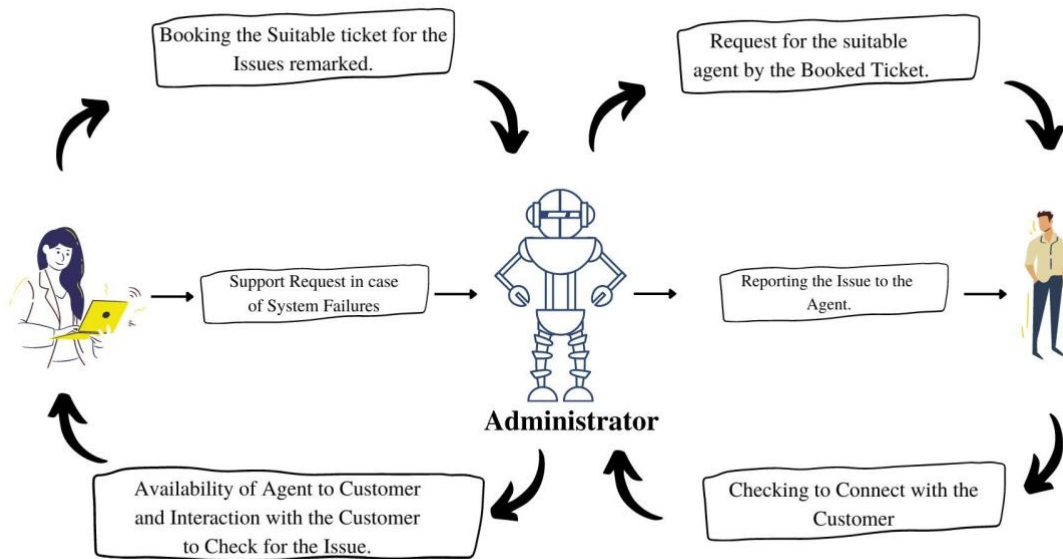 Booking the Suitable ticket for the
Issues remarked.
Request for the suitable
agent by the Booked Ticket.
Support Request in case
of System Failures
Reporting the Issue to the
Agent.
Administrator
Availability of Agent to Customer
and Interaction with the Customer
to Check for the Issue.
Checking to Connect with the
Customer